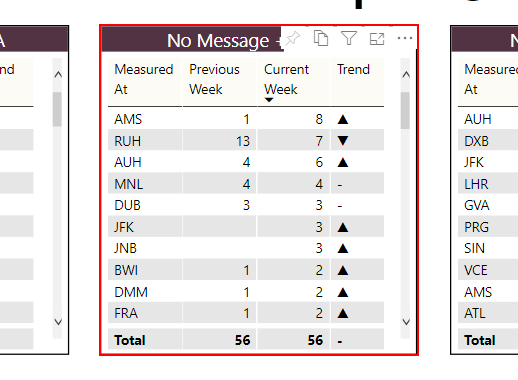 A
No Message -
nd
Measured At Previous Week Current Week Trend
AMS 1 8 ▲
RUH 13 7 ▼
AUH 4 6 ▲
MNL 4 4 -
DUB 3 3 -
JFK 3 ▲
JNB 3 ▲
BWI 1 2 ▲
DMM 1 2 ▲
FRA 1 2 ▲
Total 56 56 -
N
Measured
At
AUH
DXB
JFK
LHR
GVA
PRG
SIN
VCE
AMS
ATL
Total